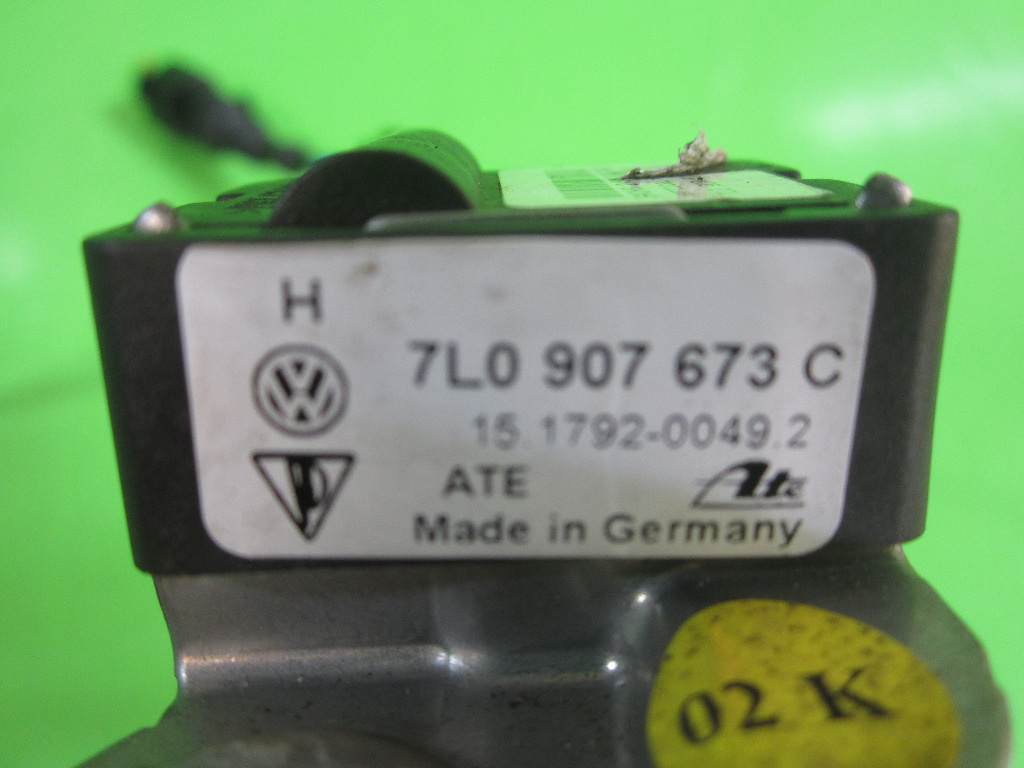 H
7L0 907 673 C
15.1792-0049.2
ATE
Ate
Made in Germany
02 K